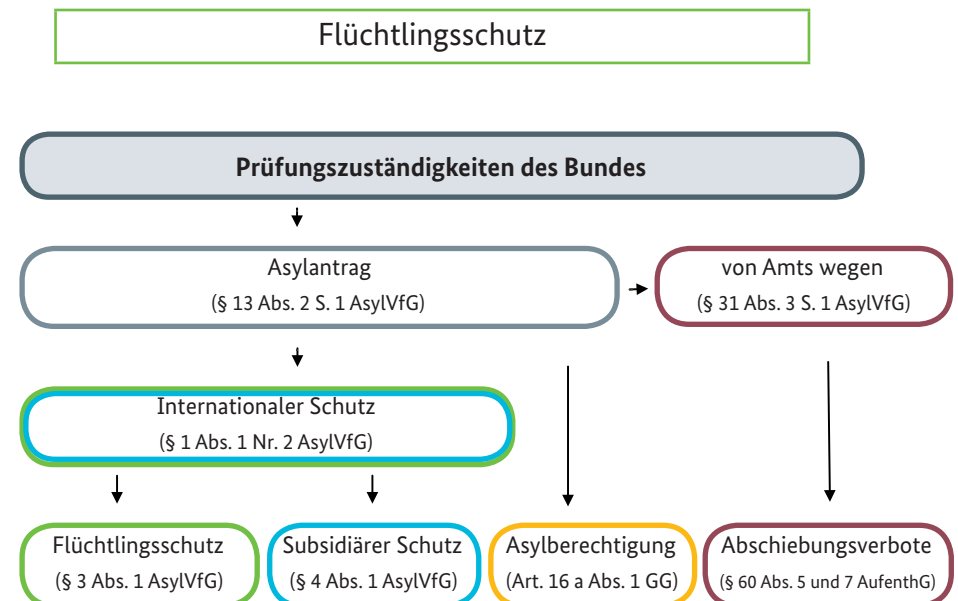 Flüchtlingsschutz
Prüfungszuständigkeiten des Bundes
Asylantrag
(§ 13 Abs. 2 S. 1 AsylVfG)
von Amts wegen
(§ 31 Abs. 3 S. 1 AsylVfG)
Internationaler Schutz
(§ 1 Abs. 1 Nr. 2 AsylVfG)
Flüchtlingsschutz
(§ 3 Abs. 1 AsylVfG)
Subsidiärer Schutz
(§ 4 Abs. 1 AsylVfG)
Asylberechtigung
(Art. 16 a Abs. 1 GG)
Abschiebungsverbote
(§ 60 Abs. 5 und 7 AufenthG)